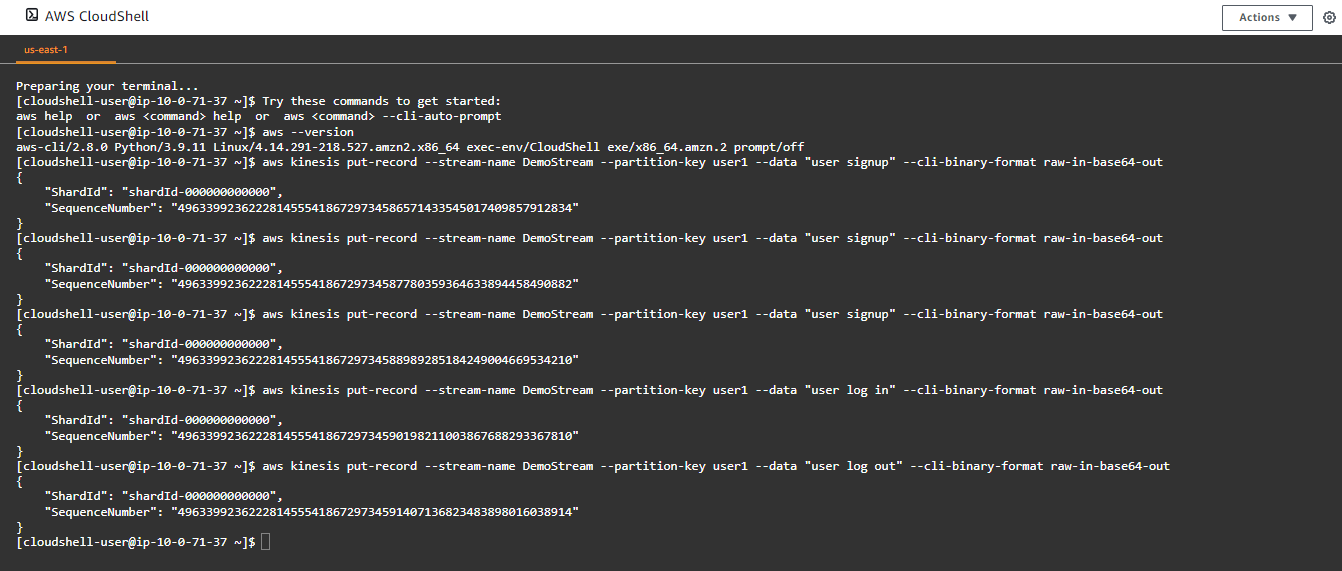 AWS CloudShell
Actions ▼
us-east-1
Preparing your terminal...
[cloudshell-user@ip-10-0-71-37 ~]$ Try these commands to get started:
aws help  or  aws <command> help  or  aws <command> --cli-auto-prompt
[cloudshell-user@ip-10-0-71-37 ~]$ aws --version
aws-cli/2.8.0 Python/3.9.11 Linux/4.14.291-218.527.amzn2.x86_64 exec-env/CloudShell exe/x86_64.amzn.2 prompt/off
[cloudshell-user@ip-10-0-71-37 ~]$ aws kinesis put-record --stream-name DemoStream --partition-key user1 --data "user signup" --cli-binary-format raw-in-base64-out
{
    "ShardId": "shardId-000000000000",
    "SequenceNumber": "49633992362228145554186729734586571433545017409857912834"
}
[cloudshell-user@ip-10-0-71-37 ~]$ aws kinesis put-record --stream-name DemoStream --partition-key user1 --data "user signup" --cli-binary-format raw-in-base64-out
{
    "ShardId": "shardId-000000000000",
    "SequenceNumber": "49633992362228145554186729734587780359364633894458490882"
}
[cloudshell-user@ip-10-0-71-37 ~]$ aws kinesis put-record --stream-name DemoStream --partition-key user1 --data "user signup" --cli-binary-format raw-in-base64-out
{
    "ShardId": "shardId-000000000000",
    "SequenceNumber": "49633992362228145554186729734588989285184249004669534210"
}
[cloudshell-user@ip-10-0-71-37 ~]$ aws kinesis put-record --stream-name DemoStream --partition-key user1 --data "user log in" --cli-binary-format raw-in-base64-out
{
    "ShardId": "shardId-000000000000",
    "SequenceNumber": "49633992362228145554186729734590198211003867688293367810"
}
[cloudshell-user@ip-10-0-71-37 ~]$ aws kinesis put-record --stream-name DemoStream --partition-key user1 --data "user log out" --cli-binary-format raw-in-base64-out
{
    "ShardId": "shardId-000000000000",
    "SequenceNumber": "49633992362228145554186729734591407136823483898016038914"
}
[cloudshell-user@ip-10-0-71-37 ~]$